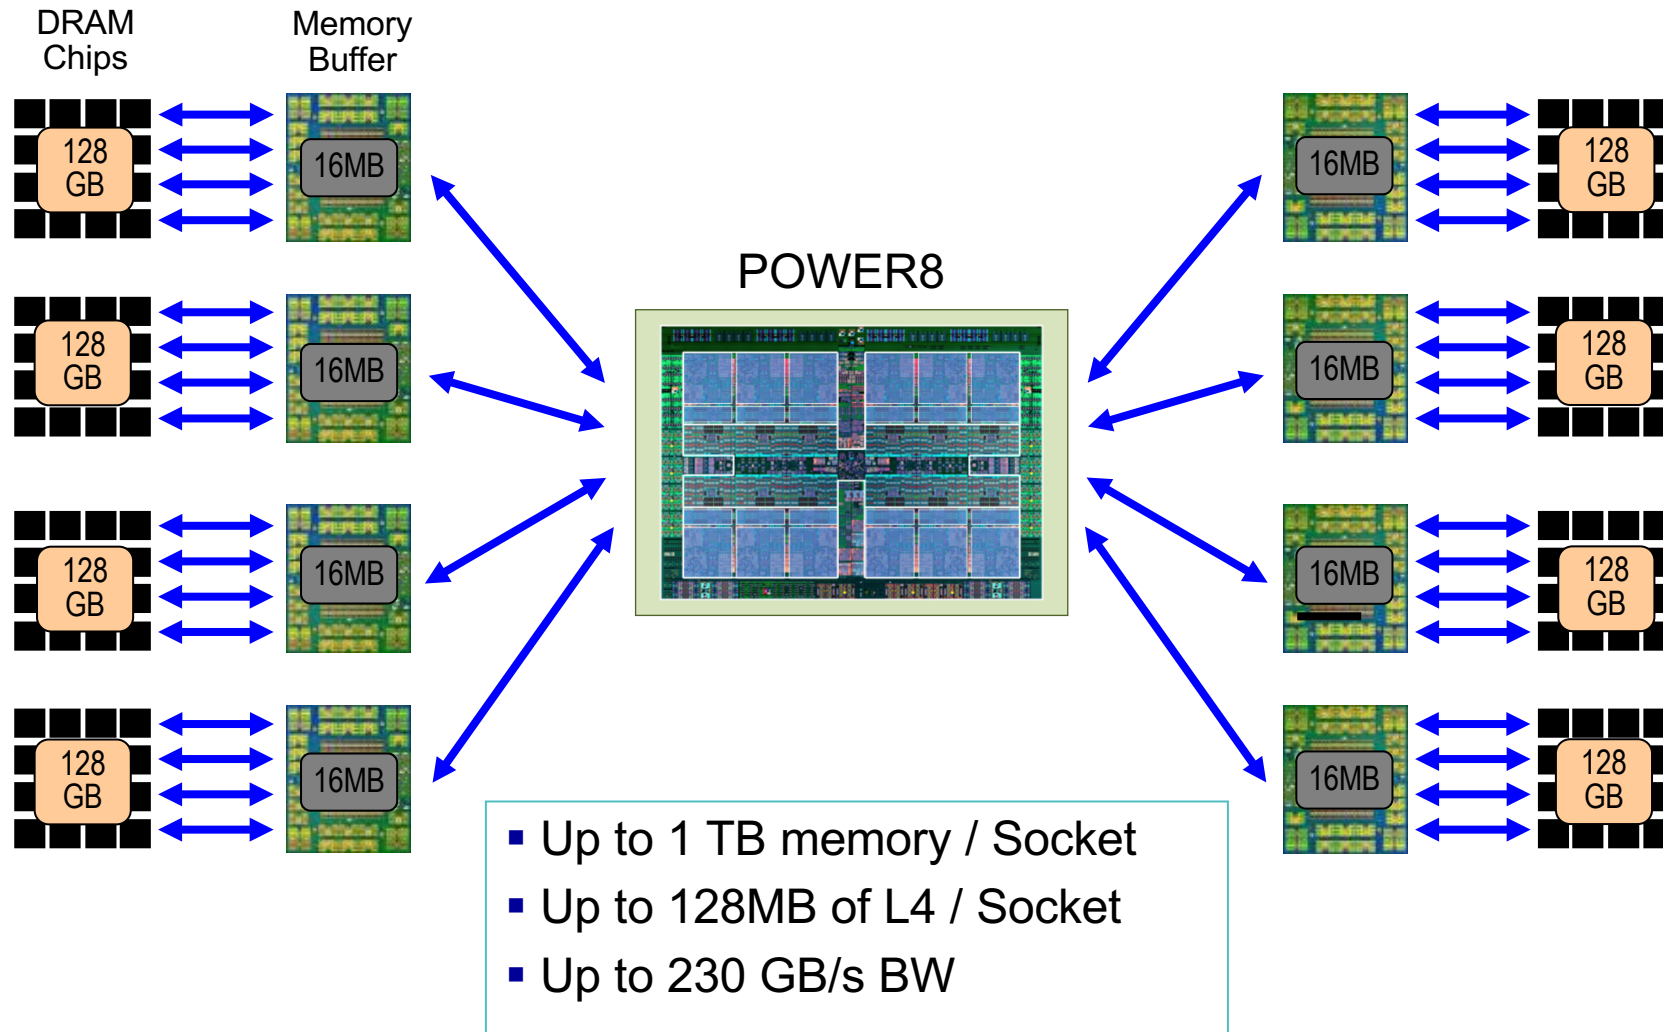 DRAM
Chips
Memory
Buffer
128
GB
16MB
16MB
128
GB
POWER8
128
GB
16MB
16MB
128
GB
128
GB
16MB
16MB
128
GB
128
GB
16MB
16MB
128
GB
▪ Up to 1 TB memory / Socket
▪ Up to 128MB of L4 / Socket
▪ Up to 230 GB/s BW